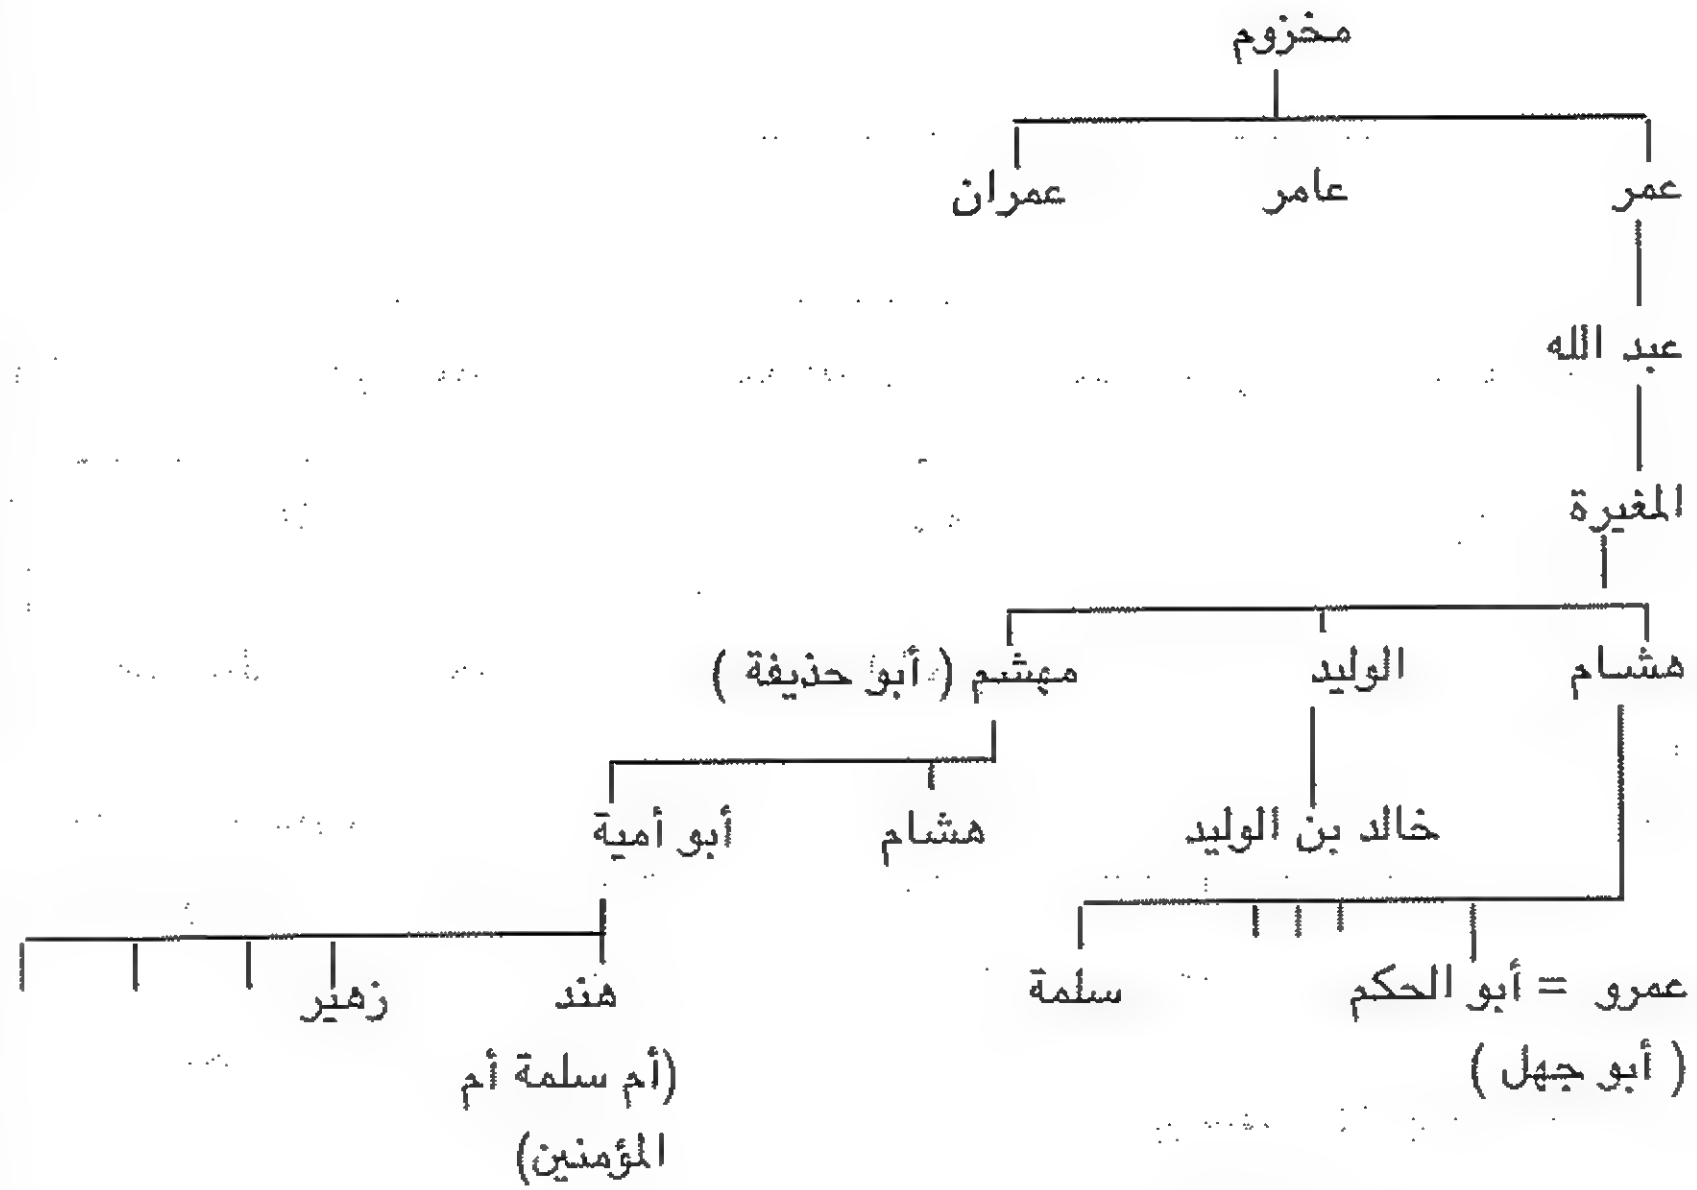 مخزوم
عمر عامر عمران
عبد الله
المغيرة
هشام الوليد مهشم ( أبو حذيفة )
خالد بن الوليد هشام أبو أمية
عمرو = أبو الحكم سلمة هند زهير
( أبو جهل ) (أم سلمة أم
المؤمنين)